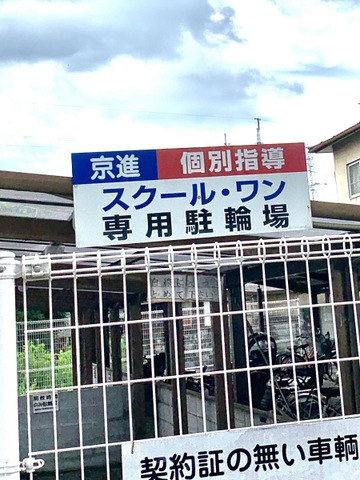 京進 個別指導
スクール・ワン
専用駐輪場
契約証の無い車輌